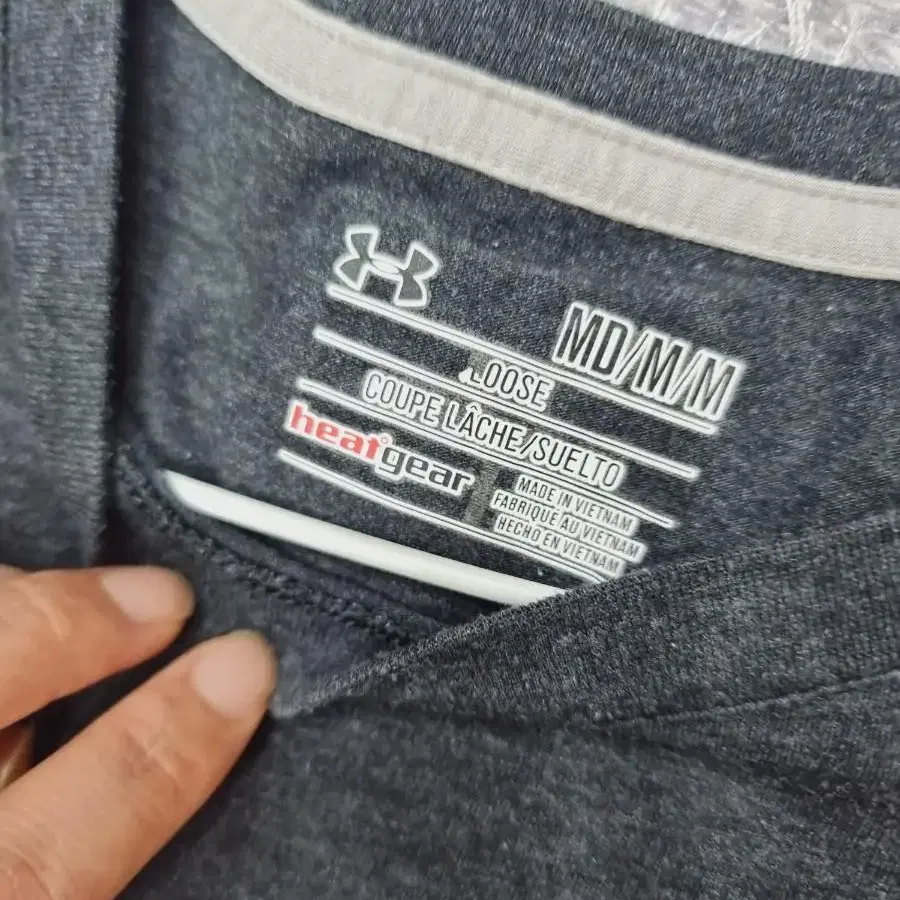 MD/M/M
LOOSE
COUPE LÂCHE/SUELTO
heatgear
MADE IN VIETNAM
FABRIQUÉ AU VIETNAM
HECHO EN VIETNAM